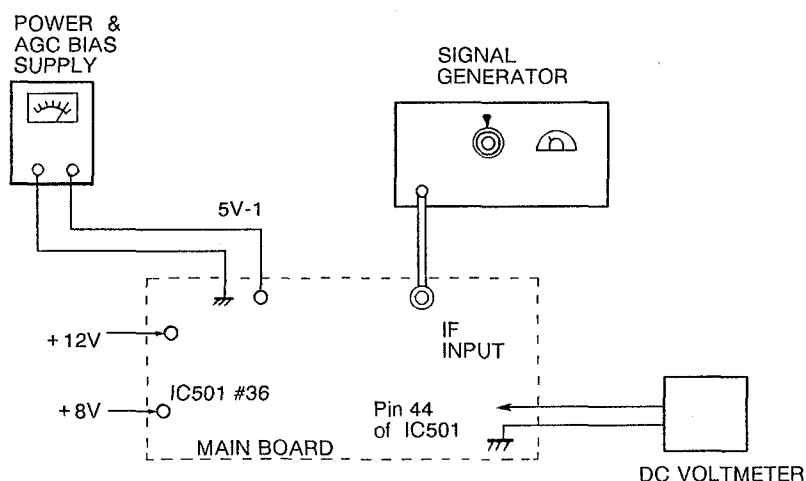 POWER &
AGC BIAS
SUPPLY
SIGNAL
GENERATOR
5V-1
+12V
IF
INPUT
IC501 #36
+8V
Pin 44
of IC501
MAIN BOARD
DC VOLTMETER